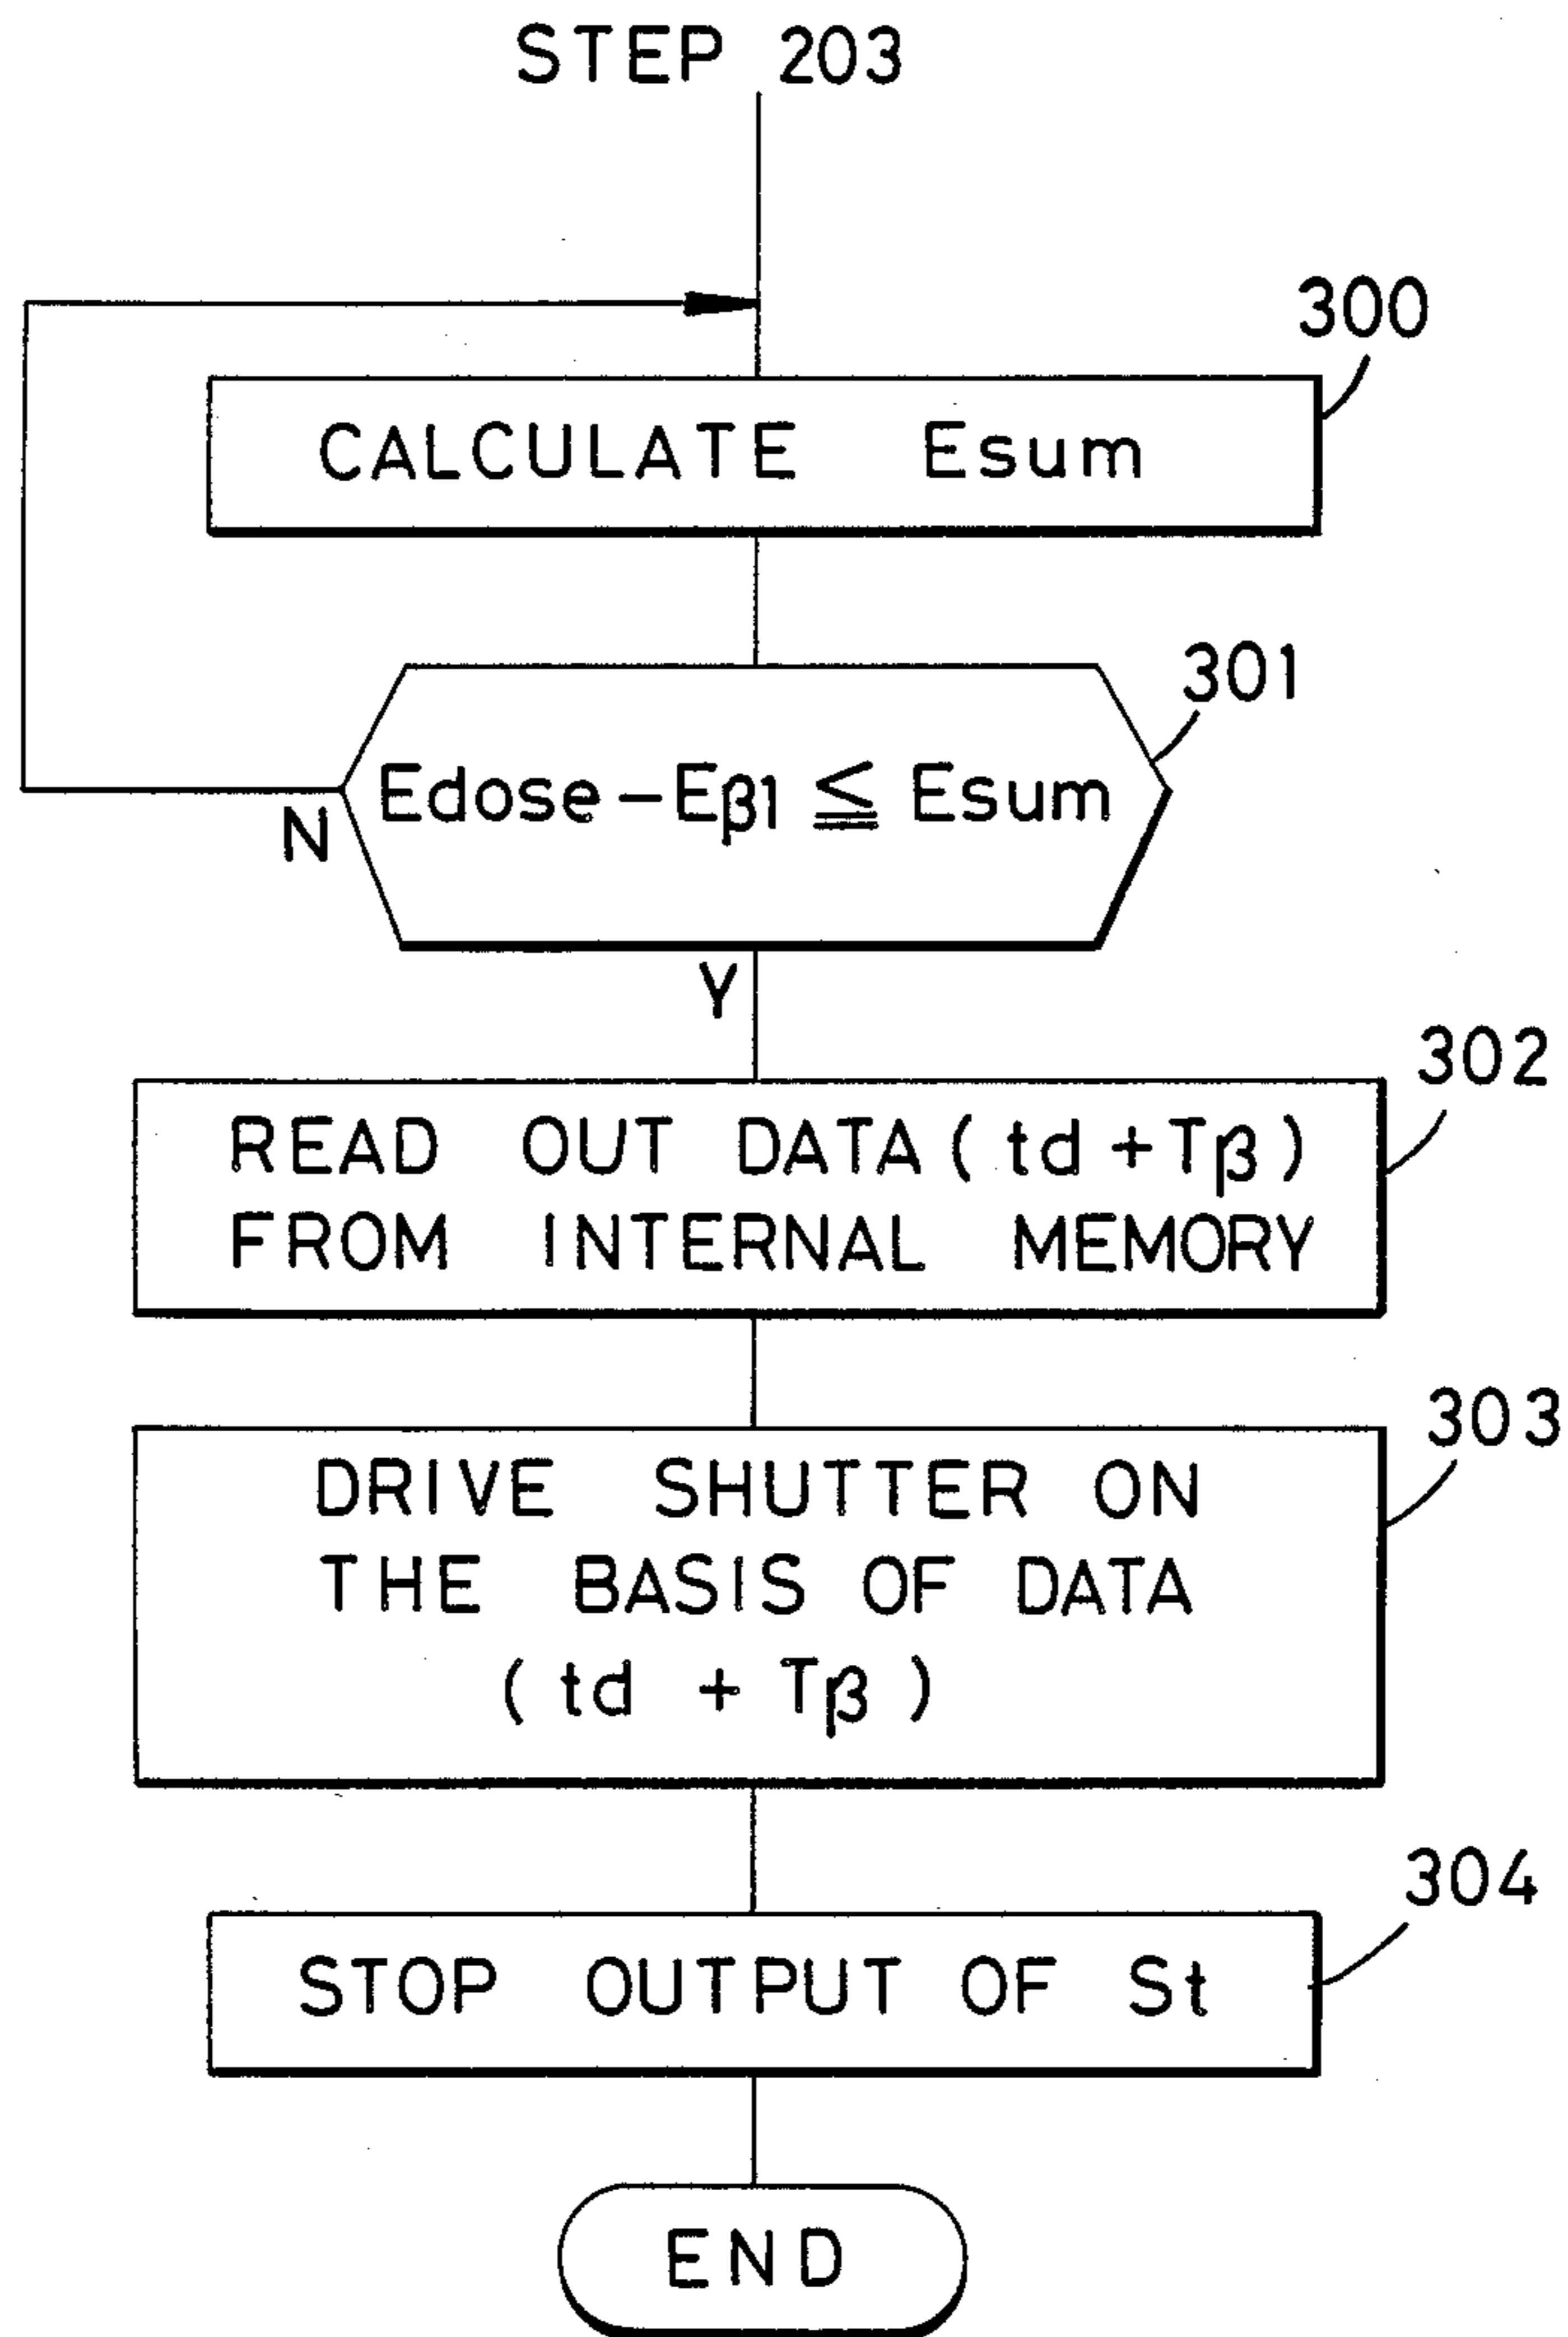 STEP 203
300
CALCULATE Esum
301
Edose-Eβ1 ≦ Esum
N
Y
302
READ OUT DATA (td+Tβ)
FROM INTERNAL MEMORY
303
DRIVE SHUTTER ON
THE BASIS OF DATA
(td + Tβ)
304
STOP OUTPUT OF St
END